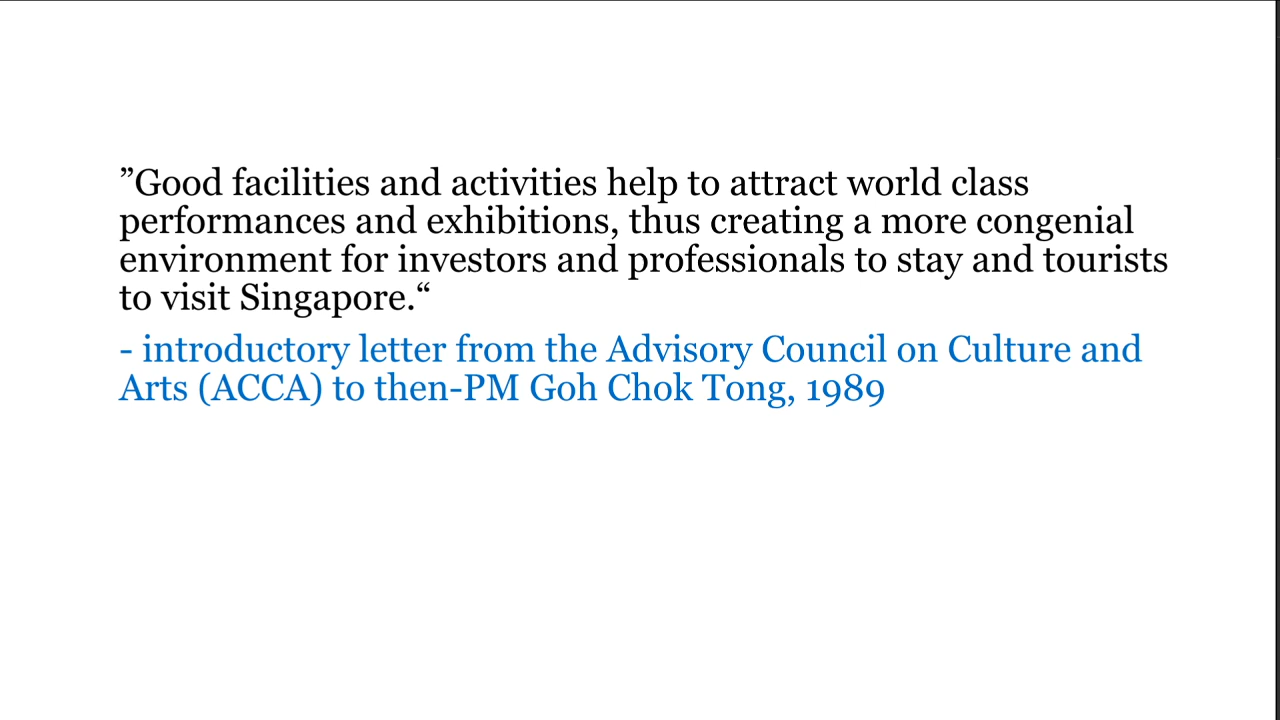 ”Good facilities and activities help to attract world class
performances and exhibitions, thus creating a more congenial
environment for investors and professionals to stay and tourists
to visit Singapore.“
- introductory letter from the Advisory Council on Culture and
Arts (ACCA) to then-PM Goh Chok Tong, 1989